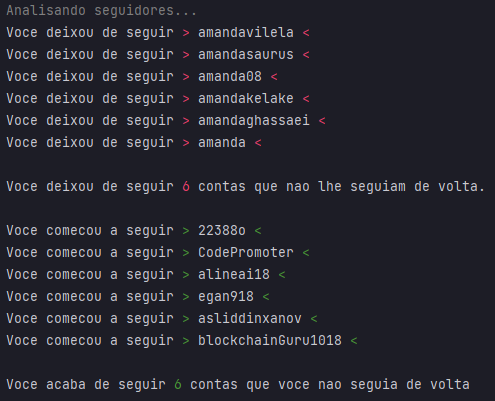 Analisando seguidores...
Voce deixou de seguir > amandavilela <
Voce deixou de seguir > amandasaurus <
Voce deixou de seguir > amanda08 <
Voce deixou de seguir > amandakelake <
Voce deixou de seguir > amandaghassaei <
Voce deixou de seguir > amanda <
Voce deixou de seguir 6 contas que nao lhe seguiam de volta.
Voce comecou a seguir > 22388o <
Voce comecou a seguir > CodePromoter <
Voce comecou a seguir > alineai18 <
Voce comecou a seguir > egan918 <
Voce comecou a seguir > asliddinxanov <
Voce comecou a seguir > blockchainGuru1018 <
Voce acaba de seguir 6 contas que voce nao seguia de volta